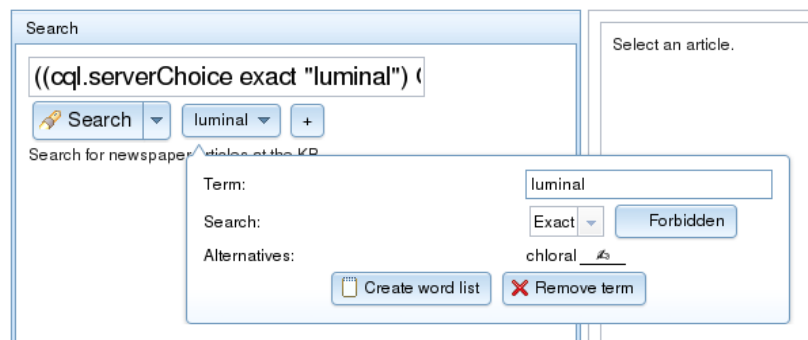 Search
Select an article.
((cql.serverChoice exact "luminal") (
Search luminal +
Search for newspaper articles at the KB
Term: luminal
Search: Exact Forbidden
Alternatives: chloral
Create word list Remove term